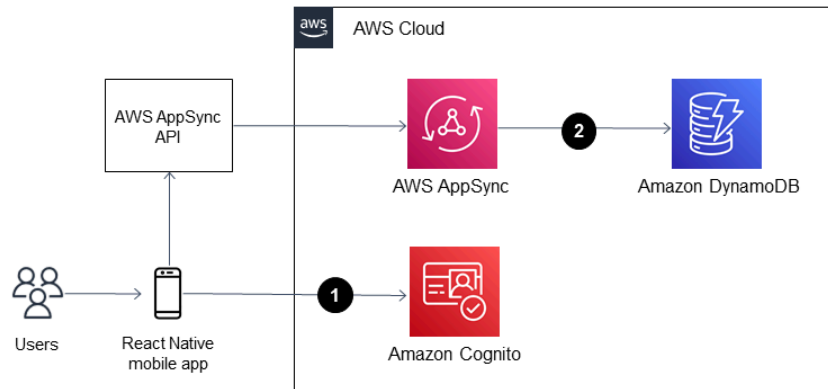 aws
AWS Cloud
AWS AppSync
API
2
AWS AppSync
Amazon DynamoDB
1
Users
React Native
mobile app
Amazon Cognito